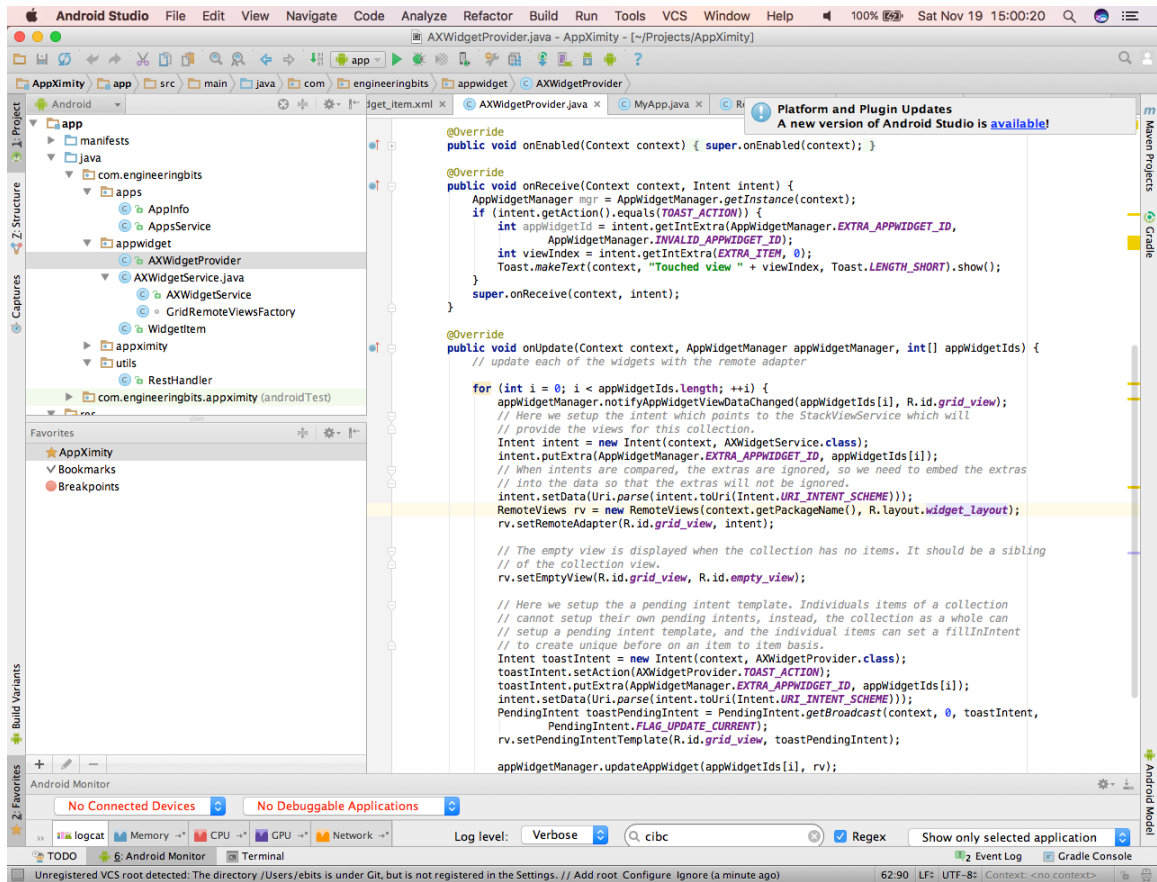 Android Studio File Edit View Navigate Code Analyze Refactor Build Run Tools VCS Window Help 100% Sat Nov 19 15:00:20
AXWidgetProvider.java - AppXimity - [~/Projects/AppXimity]
app
AppXimity app src main java com engineeringbits appwidget AXWidgetProvider
Android
dget_item.xml AXWidgetProvider.java MyApp.java R
Platform and Plugin Updates
A new version of Android Studio is available!
1: Project
Z: Structure
Captures
Build Variants
2: Favorites
app
manifests
java
com.engineeringbits
apps
AppInfo
AppsService
appwidget
AXWidgetProvider
AXWidgetService.java
AXWidgetService
GridRemoteViewsFactory
WidgetItem
appximity
utils
RestHandler
com.engineeringbits.appximity (androidTest)
res
Favorites
AppXimity
Bookmarks
Breakpoints
@Override
public void onEnabled(Context context) { super.onEnabled(context); }
@Override
public void onReceive(Context context, Intent intent) {
AppWidgetManager mgr = AppWidgetManager.getInstance(context);
if (intent.getAction().equals(TOAST_ACTION)) {
int appWidgetId = intent.getIntExtra(AppWidgetManager.EXTRA_APPWIDGET_ID,
AppWidgetManager.INVALID_APPWIDGET_ID);
int viewIndex = intent.getIntExtra(EXTRA_ITEM, 0);
Toast.makeText(context, "Touched view " + viewIndex, Toast.LENGTH_SHORT).show();
}
super.onReceive(context, intent);
}
@Override
public void onUpdate(Context context, AppWidgetManager appWidgetManager, int[] appWidgetIds) {
// update each of the widgets with the remote adapter
for (int i = 0; i < appWidgetIds.length; ++i) {
appWidgetManager.notifyAppWidgetViewDataChanged(appWidgetIds[i], R.id.grid_view);
// Here we setup the intent which points to the StackViewService which will
// provide the views for this collection.
Intent intent = new Intent(context, AXWidgetService.class);
intent.putExtra(AppWidgetManager.EXTRA_APPWIDGET_ID, appWidgetIds[i]);
// When intents are compared, the extras are ignored, so we need to embed the extras
// into the data so that the extras will not be ignored.
intent.setData(Uri.parse(intent.toUri(Intent.URI_INTENT_SCHEME)));
RemoteViews rv = new RemoteViews(context.getPackageName(), R.layout.widget_layout);
rv.setRemoteAdapter(R.id.grid_view, intent);
// The empty view is displayed when the collection has no items. It should be a sibling
// of the collection view.
rv.setEmptyView(R.id.grid_view, R.id.empty_view);
// Here we setup the a pending intent template. Individuals items of a collection
// cannot setup their own pending intents, instead, the collection as a whole can
// setup a pending intent template, and the individual items can set a fillInIntent
// to create unique before on an item to item basis.
Intent toastIntent = new Intent(context, AXWidgetProvider.class);
toastIntent.setAction(AXWidgetProvider.TOAST_ACTION);
toastIntent.putExtra(AppWidgetManager.EXTRA_APPWIDGET_ID, appWidgetIds[i]);
intent.setData(Uri.parse(intent.toUri(Intent.URI_INTENT_SCHEME)));
PendingIntent toastPendingIntent = PendingIntent.getBroadcast(context, 0, toastIntent,
PendingIntent.FLAG_UPDATE_CURRENT);
rv.setPendingIntentTemplate(R.id.grid_view, toastPendingIntent);
appWidgetManager.updateAppWidget(appWidgetIds[i], rv);
Maven Projects
Gradle
Android Model
Android Monitor
No Connected Devices No Debuggable Applications
logcat Memory CPU GPU Network Log level: Verbose cibc Regex Show only selected application
TODO 6: Android Monitor Terminal 2 Event Log Gradle Console
Unregistered VCS root detected: The directory /Users/ebits is under Git, but is not registered in the Settings. // Add root Configure Ignore (a minute ago) 62:90 LF UTF-8 Context: <no context>